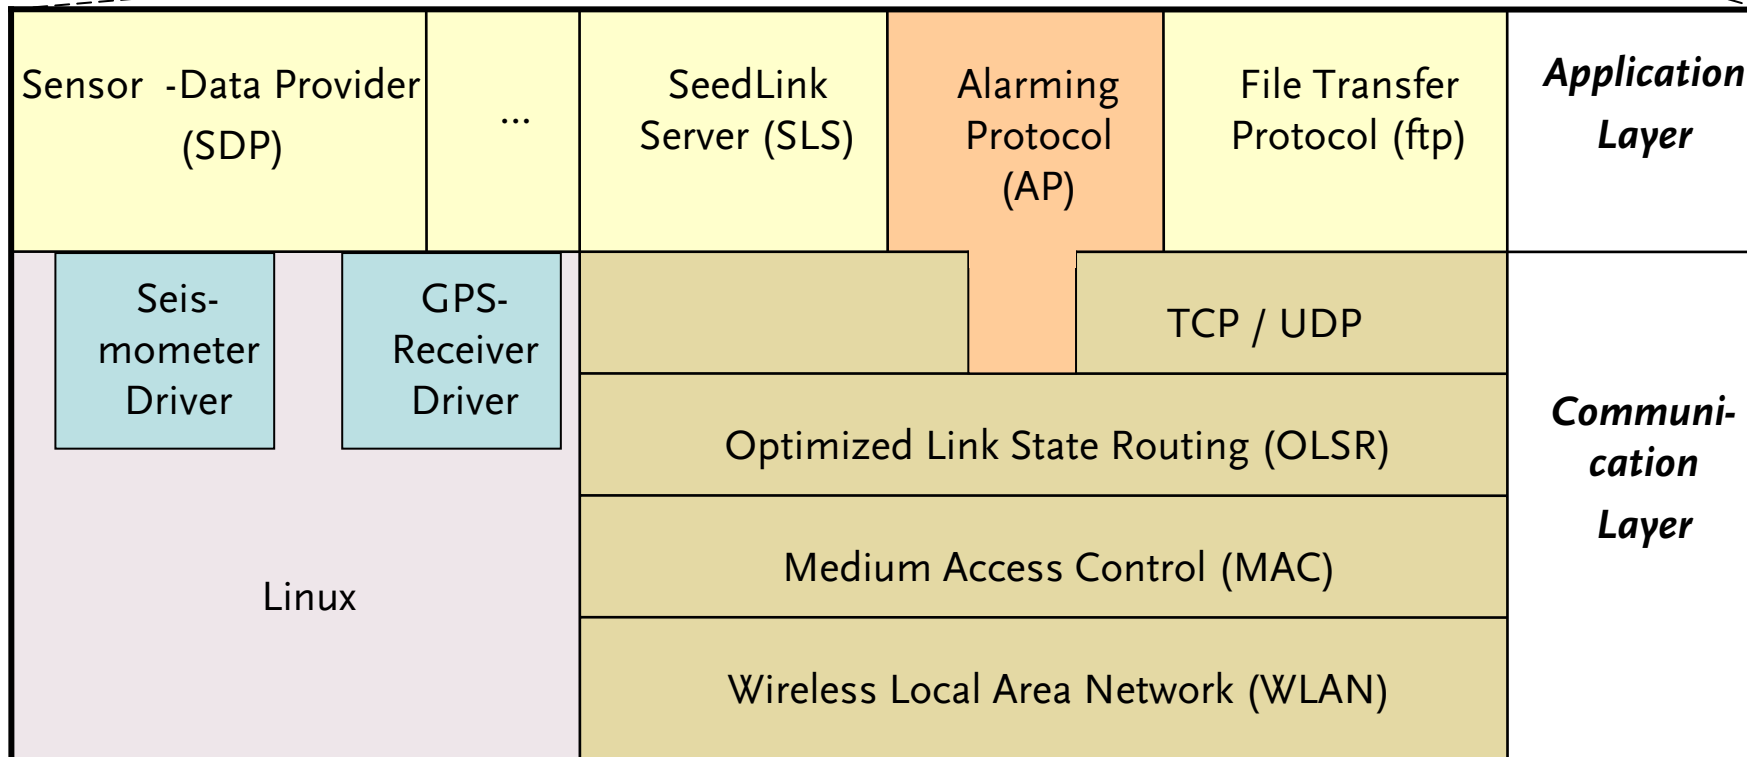 Sensor -Data Provider
(SDP)
...
SeedLink
Server (SLS)
Alarming
Protocol
(AP)
File Transfer
Protocol (ftp)
Application
Layer
Seis-
mometer
Driver
GPS-
Receiver
Driver
Linux
TCP / UDP
Optimized Link State Routing (OLSR)
Medium Access Control (MAC)
Wireless Local Area Network (WLAN)
Communi-
cation
Layer